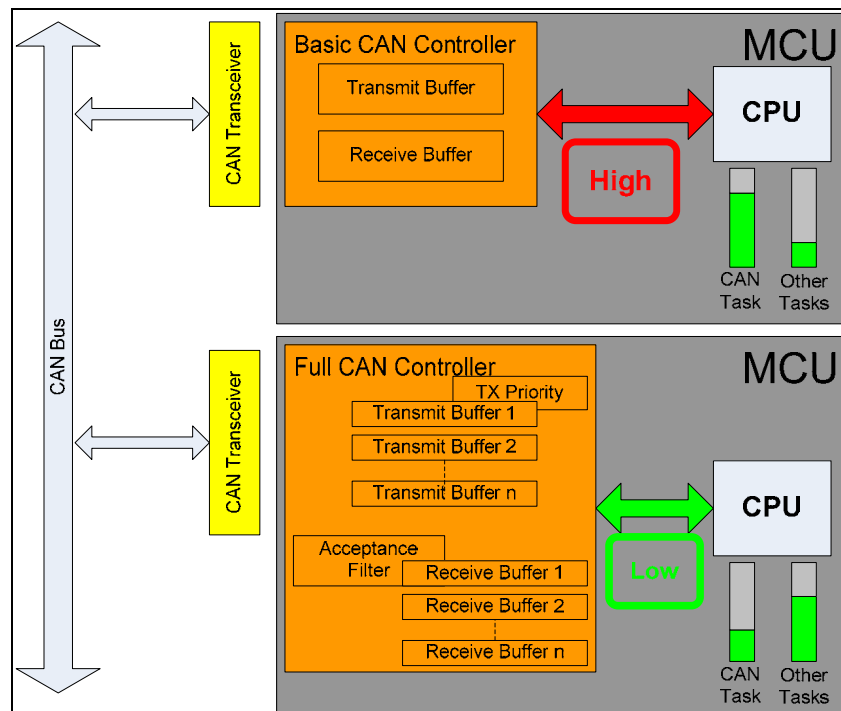 CAN Bus
CAN Transceiver
Basic CAN Controller
Transmit Buffer
Receive Buffer
High
MCU
CPU
CAN
Task
Other
Tasks
CAN Transceiver
Full CAN Controller
TX Priority
Transmit Buffer 1
Transmit Buffer 2
Transmit Buffer n
Acceptance
Filter
Receive Buffer 1
Receive Buffer 2
Receive Buffer n
Low
MCU
CPU
CAN
Task
Other
Tasks